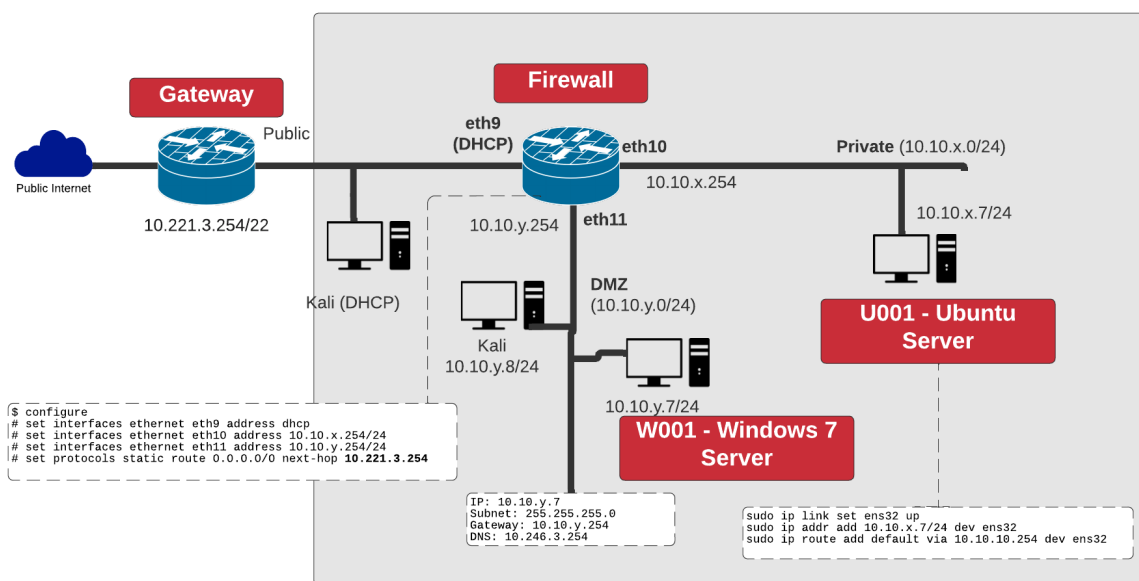 Gateway
Firewall
Public
eth9
(DHCP)
eth10
Private (10.10.x.0/24)
Public Internet
10.221.3.254/22
10.10.x.254
10.10.y.254
eth11
10.10.x.7/24
Kali (DHCP)
DMZ
(10.10.y.0/24)
U001 - Ubuntu
Server
Kali
10.10.y.8/24
10.10.y.7/24
W001 - Windows 7
Server
$ configure
# set interfaces ethernet eth9 address dhcp
# set interfaces ethernet eth10 address 10.10.x.254/24
# set interfaces ethernet eth11 address 10.10.y.254/24
# set protocols static route 0.0.0.0/0 next-hop 10.221.3.254
IP: 10.10.y.7
Subnet: 255.255.255.0
Gateway: 10.10.y.254
DNS: 10.246.3.254
sudo ip link set ens32 up
sudo ip addr add 10.10.x.7/24 dev ens32
sudo ip route add default via 10.10.10.254 dev ens32